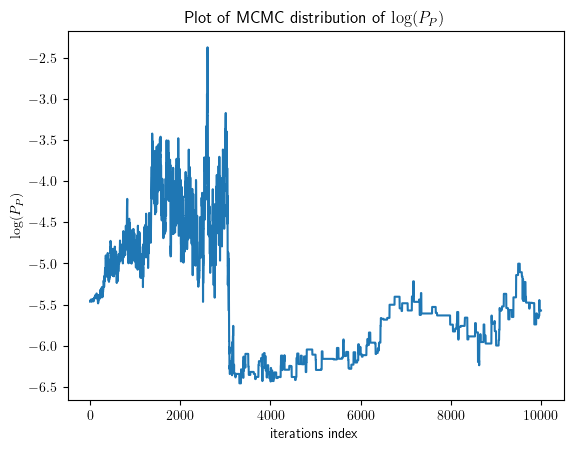 Plot of MCMC distribution of log(P_P)
log(P_P)
−2.5
−3.0
−3.5
−4.0
−4.5
−5.0
−5.5
−6.0
−6.5
0 2000 4000 6000 8000 10000
iterations index